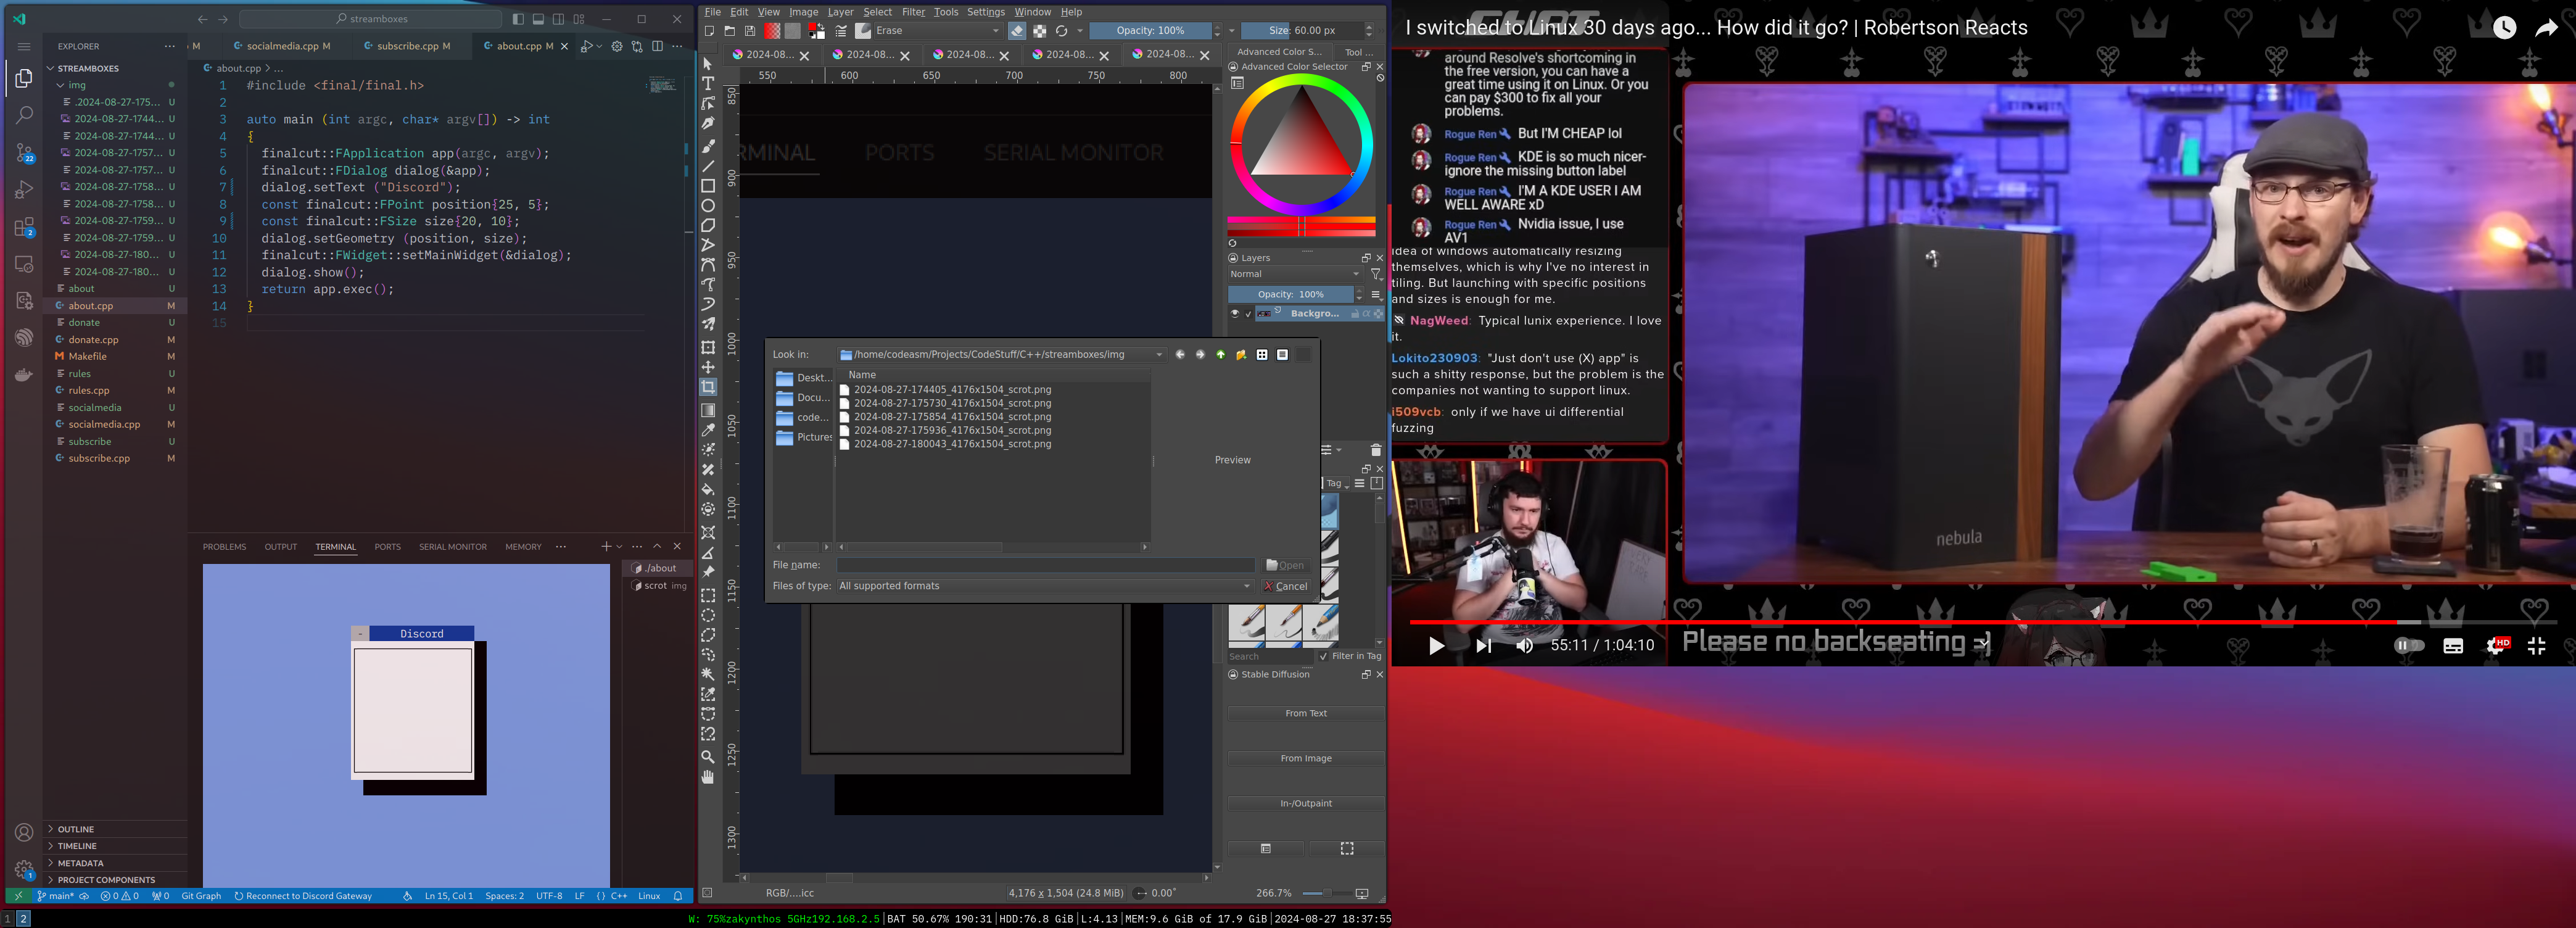 streamboxes
EXPLORER
M
socialmedia.cpp M
subscribe.cpp M
about.cpp M
STREAMBOXES
img
.2024-08-27-175... U
2024-08-27-1744... U
2024-08-27-1744... U
2024-08-27-1757... U
2024-08-27-1757... U
2024-08-27-1758... U
2024-08-27-1758... U
2024-08-27-1759... U
2024-08-27-1759... U
2024-08-27-180... U
2024-08-27-180... U
about U
about.cpp M
donate U
donate.cpp M
Makefile M
rules U
rules.cpp M
socialmedia U
socialmedia.cpp M
subscribe U
subscribe.cpp M
OUTLINE
TIMELINE
METADATA
PROJECT COMPONENTS
22
2
1
about.cpp > ...
1 #include <final/final.h>
2
3 auto main (int argc, char* argv[]) -> int
4 {
5 finalcut::FApplication app(argc, argv);
6 finalcut::FDialog dialog(&app);
7 dialog.setText ("Discord");
8 const finalcut::FPoint position{25, 5};
9 const finalcut::FSize size{20, 10};
10 dialog.setGeometry (position, size);
11 finalcut::FWidget::setMainWidget(&dialog);
12 dialog.show();
13 return app.exec();
14 }
15
PROBLEMS OUTPUT TERMINAL PORTS SERIAL MONITOR MEMORY ...
./about
scrot img
- Discord
main* 0 0 0 Git Graph Reconnect to Discord Gateway Ln 15, Col 1 Spaces: 2 UTF-8 LF {} C++ Linux
File Edit View Image Layer Select Filter Tools Settings Window Help
Erase Opacity: 100% Size: 60.00 px
2024-08... 2024-08... 2024-08... 2024-08... 2024-08...
Advanced Color S... Tool ...
550 600 650 700 750 800
Advanced Color Selector
850
900
950
1000
1050
1100
1150
1200
1250
1300
RMINAL PORTS SERIAL MONITOR
Layers
Normal
Opacity: 100%
Backgro...
Look in: /home/codeasm/Projects/CodeStuff/C++/streamboxes/img
Name
Deskt...
Docu...
code...
Pictures
2024-08-27-174405_4176x1504_scrot.png
2024-08-27-175730_4176x1504_scrot.png
2024-08-27-175854_4176x1504_scrot.png
2024-08-27-175936_4176x1504_scrot.png
2024-08-27-180043_4176x1504_scrot.png
Preview
File name: Open
Files of type: All supported formats Cancel
Tag
Search Filter in Tag
Stable Diffusion
From Text
From Image
In-/Outpaint
RGB/....icc 4,176 x 1,504 (24.8 MiB) 0.00° 266.7%
1 2
W: 75%zakynthos 5GHz192.168.2.5|BAT 50.67% 190:31|HDD:76.8 GiB|L:4.13|MEM:9.6 GiB of 17.9 GiB|2024-08-27 18:37:55
CHAT
I switched to Linux 30 days ago... How did it go? | Robertson Reacts
around Resolve's shortcoming in
the free version, you can have a
great time using it on Linux. Or you
can pay $300 to fix all your
problems.
Rogue Ren But I'M CHEAP lol
Rogue Ren KDE is so much nicer-
ignore the missing button label
Rogue Ren I'M A KDE USER I AM
WELL AWARE xD
Rogue Ren Nvidia issue, I use
AV1
idea of windows automatically resizing
themselves, which is why I've no interest in
tiling. But launching with specific positions
and sizes is enough for me.
NagWeed: Typical lunix experience. I love
it.
Lokito230903: "Just don't use (X) app" is
such a shitty response, but the problem is the
companies not wanting to support linux.
i509vcb: only if we have ui differential
fuzzing
nebula
55:11 / 1:04:10
Please no backseating =)
HD